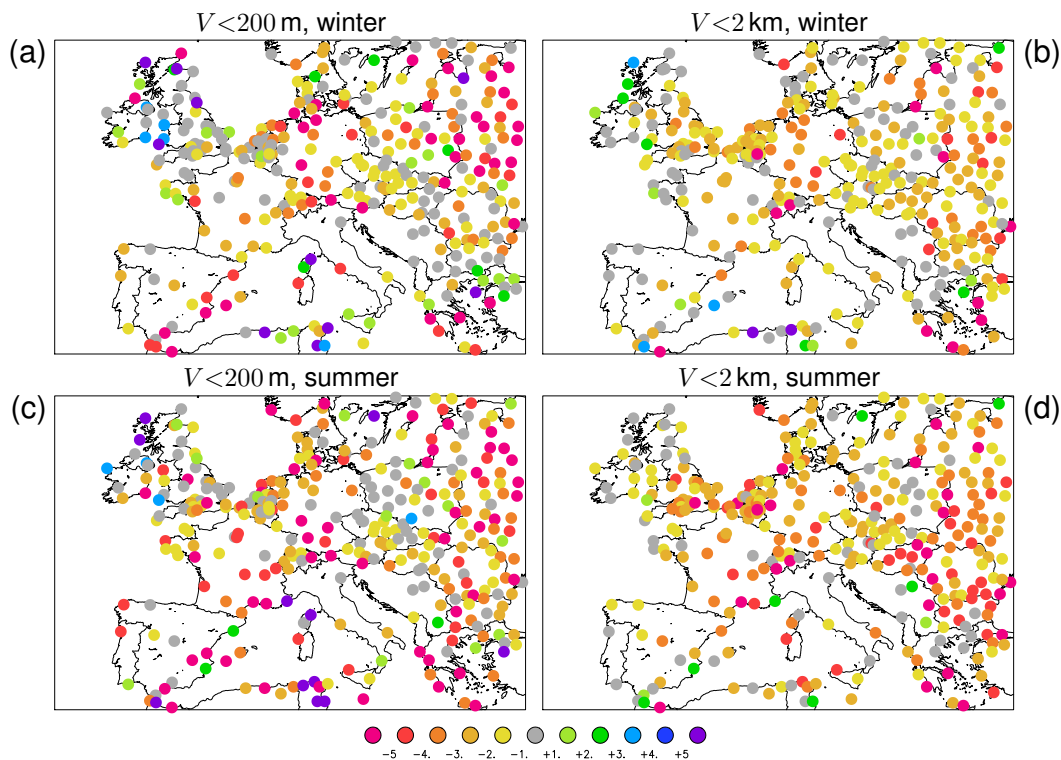 V<200 m, winter V<2 km, winter
(a) (b)
V<200 m, summer V<2 km, summer
(c) (d)
-5 -4. -3. -2. -1. +1. +2. +3. +4. +5